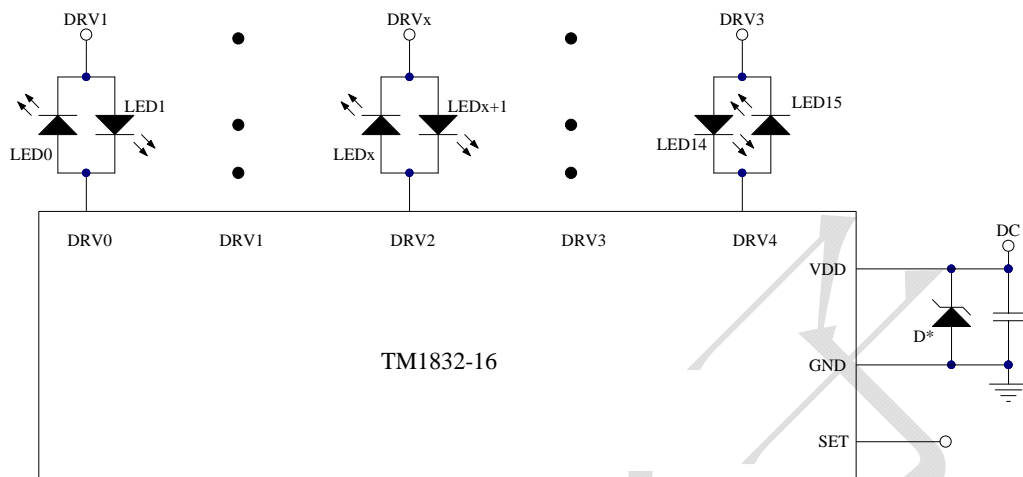 DRV1 DRVx DRV3
LED1 LEDx+1 LED15
LED0 LEDx LED14
DRV0 DRV1 DRV2 DRV3 DRV4
DC
VDD
D*
TM1832-16
GND
SET